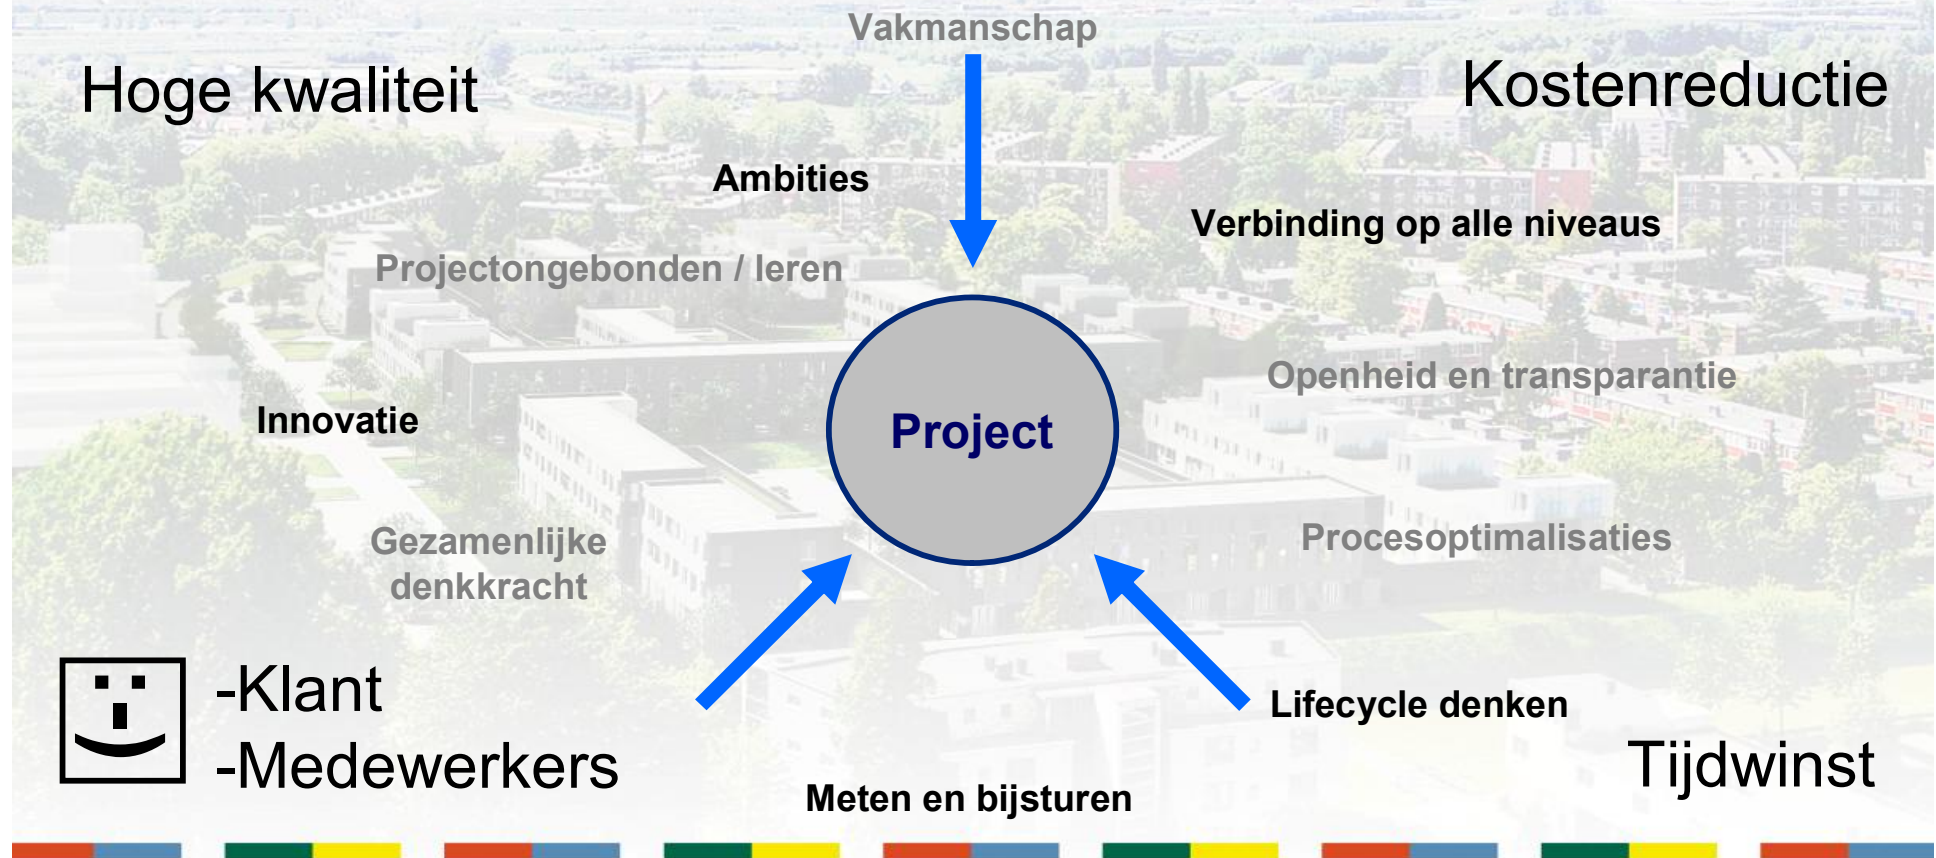 Vakmanschap
Hoge kwaliteit
Kostenreductie
Ambities
Verbinding op alle niveaus
Projectongebonden / leren
Openheid en transparantie
Innovatie
Project
Gezamenlijke
denkkracht
Procesoptimalisaties
-Klant
-Medewerkers
Lifecycle denken
Tijdwinst
Meten en bijsturen